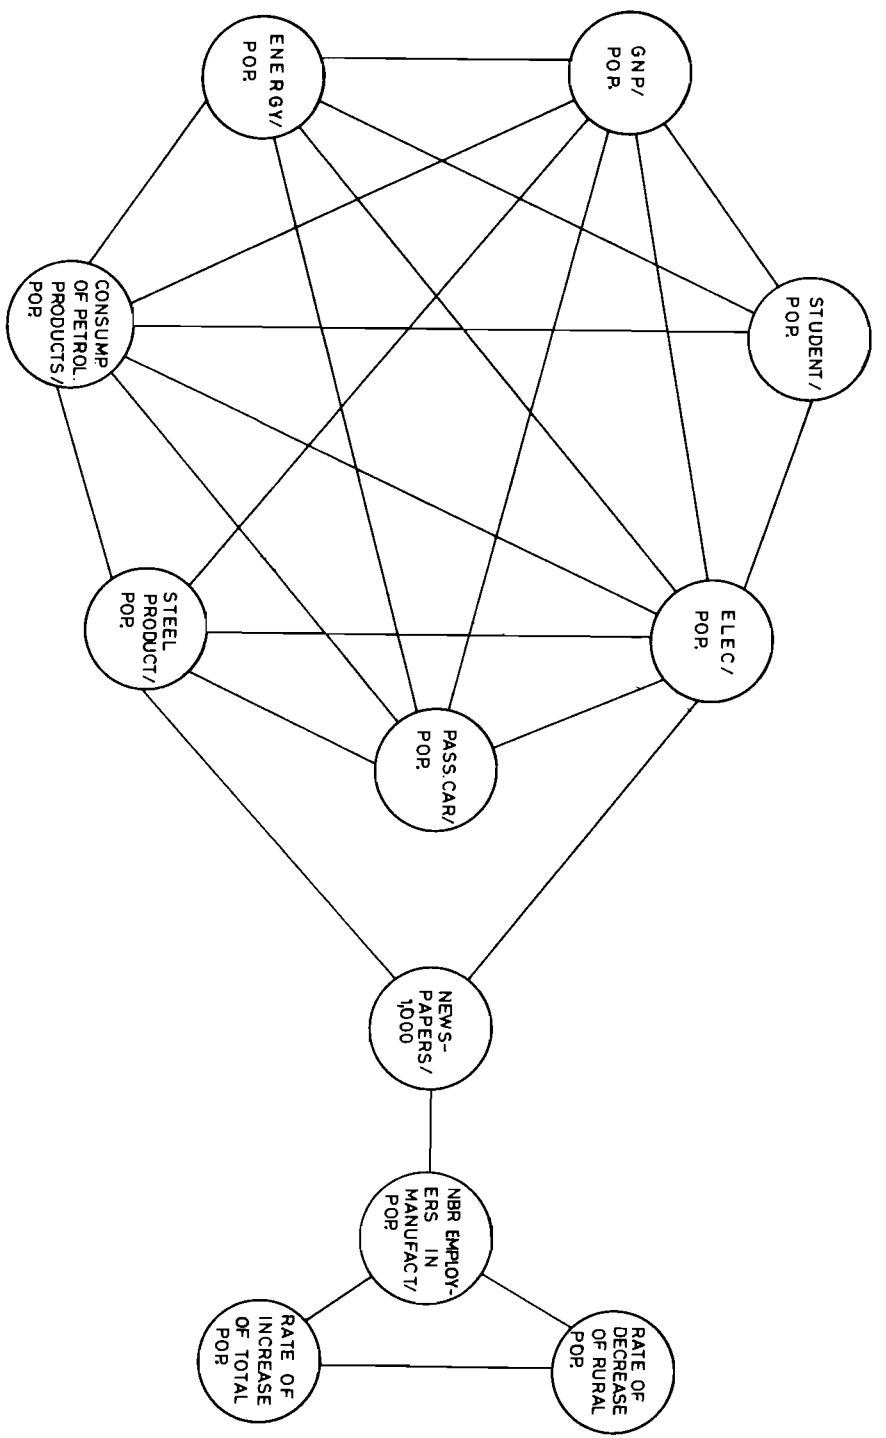 ENERGY/
POP.
GNP/
POP.
CONSUMP.
OF PETROL.
PRODUCTS/
POP.
STUDENT/
POP.
STEEL
PRODUCT/
POP.
ELEC/
POP.
PASS.CAR/
POP.
NEWS-
PAPERS/
1,000
NBR EMPLOY-
ERS IN
MANUFACT/
POP.
RATE OF
INCREASE
OF TOTAL
POP.
RATE OF
DECREASE
OF RURAL
POP.